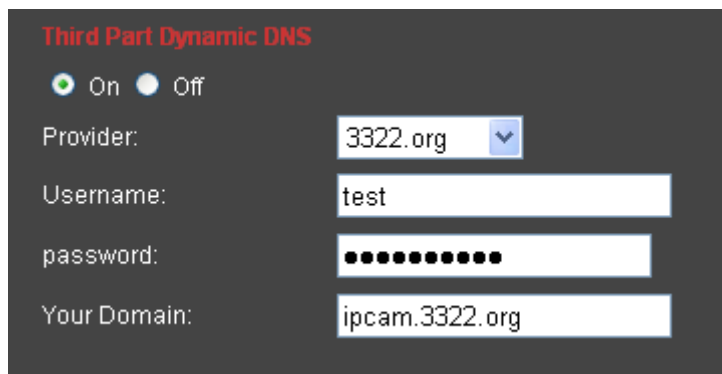 Third Part Dynamic DNS
On Off
Provider: 3322.org
Username: test
password: ●●●●●●●●●●
Your Domain: ipcam.3322.org